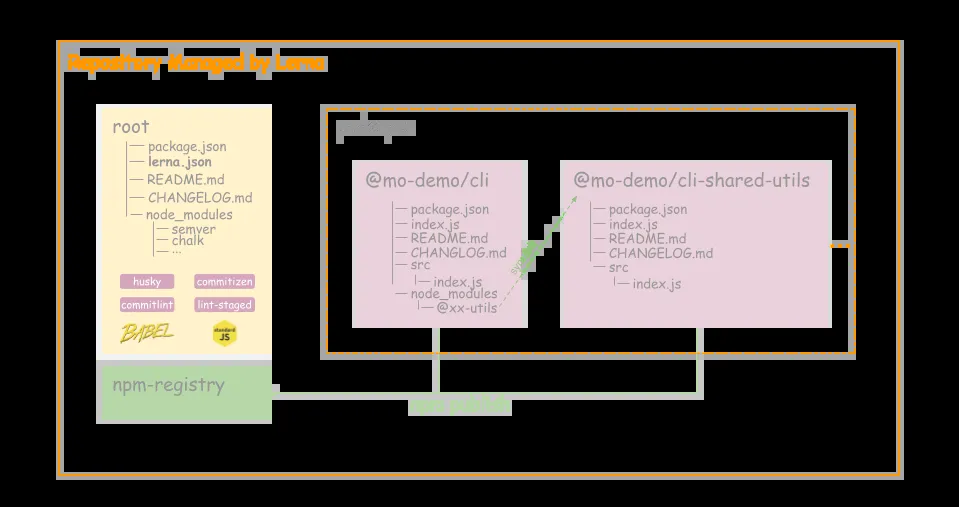 Repository Managed by Lerna
root
package.json
lerna.json
README.md
CHANGELOG.md
node_modules
semver
chalk
...
husky
commitizen
commitlint
lint-staged
BABEL
standard
JS
npm-registry
@mo-demo/cli
package.json
index.js
README.md
CHANGLOG.md
src
index.js
node_modules
@xx-utils
@mo-demo/cli-shared-utils
package.json
index.js
README.md
CHANGELOG.md
src
index.js
npm publish